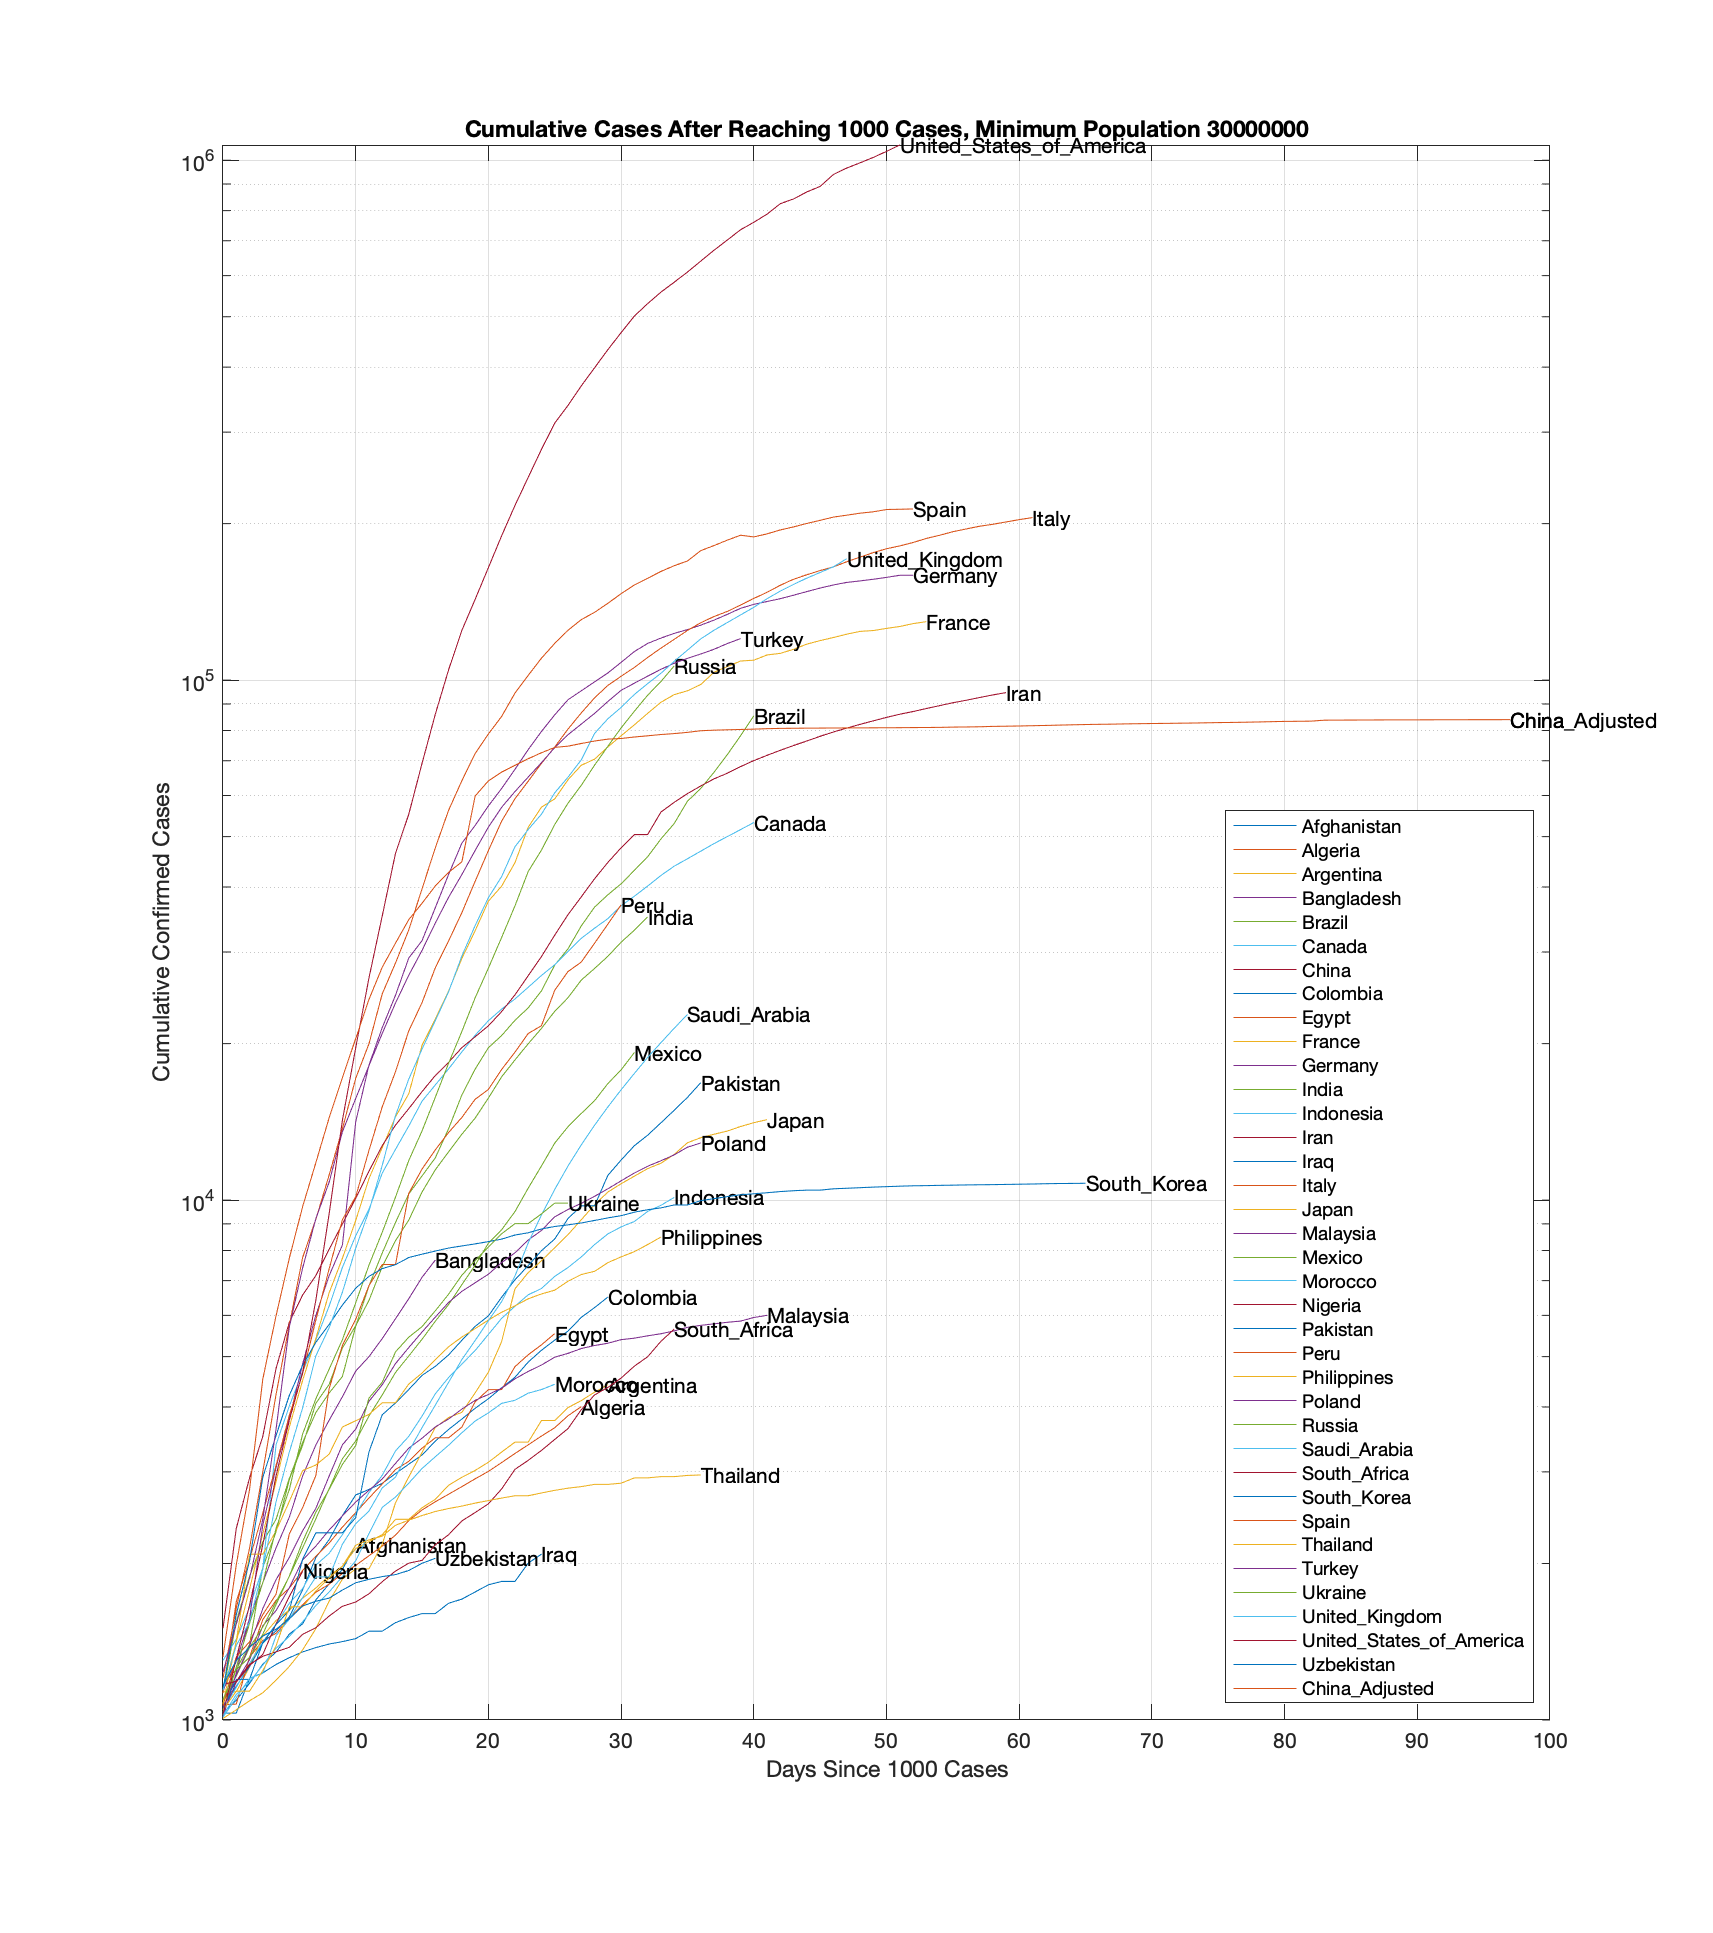 Cumulative Cases After Reaching 1000 Cases, Minimum Population 30000000
United_States_of_America
10^6
Spain
Italy
United_Kingdom
Germany
France
Turkey
Russia
10^5
Iran
Brazil
China_Adjusted
Canada
Peru
India
Saudi_Arabia
Mexico
Pakistan
Japan
Poland
South_Korea
Indonesia
10^4
Ukraine
Philippines
Bangladesh
Colombia
Malaysia
South_Africa
Egypt
Morocco
Argentina
Algeria
Thailand
Afghanistan
Iraq
Uzbekistan
Nigeria
10^3
Cumulative Confirmed Cases
0 10 20 30 40 50 60 70 80 90 100
Days Since 1000 Cases
Afghanistan
Algeria
Argentina
Bangladesh
Brazil
Canada
China
Colombia
Egypt
France
Germany
India
Indonesia
Iran
Iraq
Italy
Japan
Malaysia
Mexico
Morocco
Nigeria
Pakistan
Peru
Philippines
Poland
Russia
Saudi_Arabia
South_Africa
South_Korea
Spain
Thailand
Turkey
Ukraine
United_Kingdom
United_States_of_America
Uzbekistan
China_Adjusted